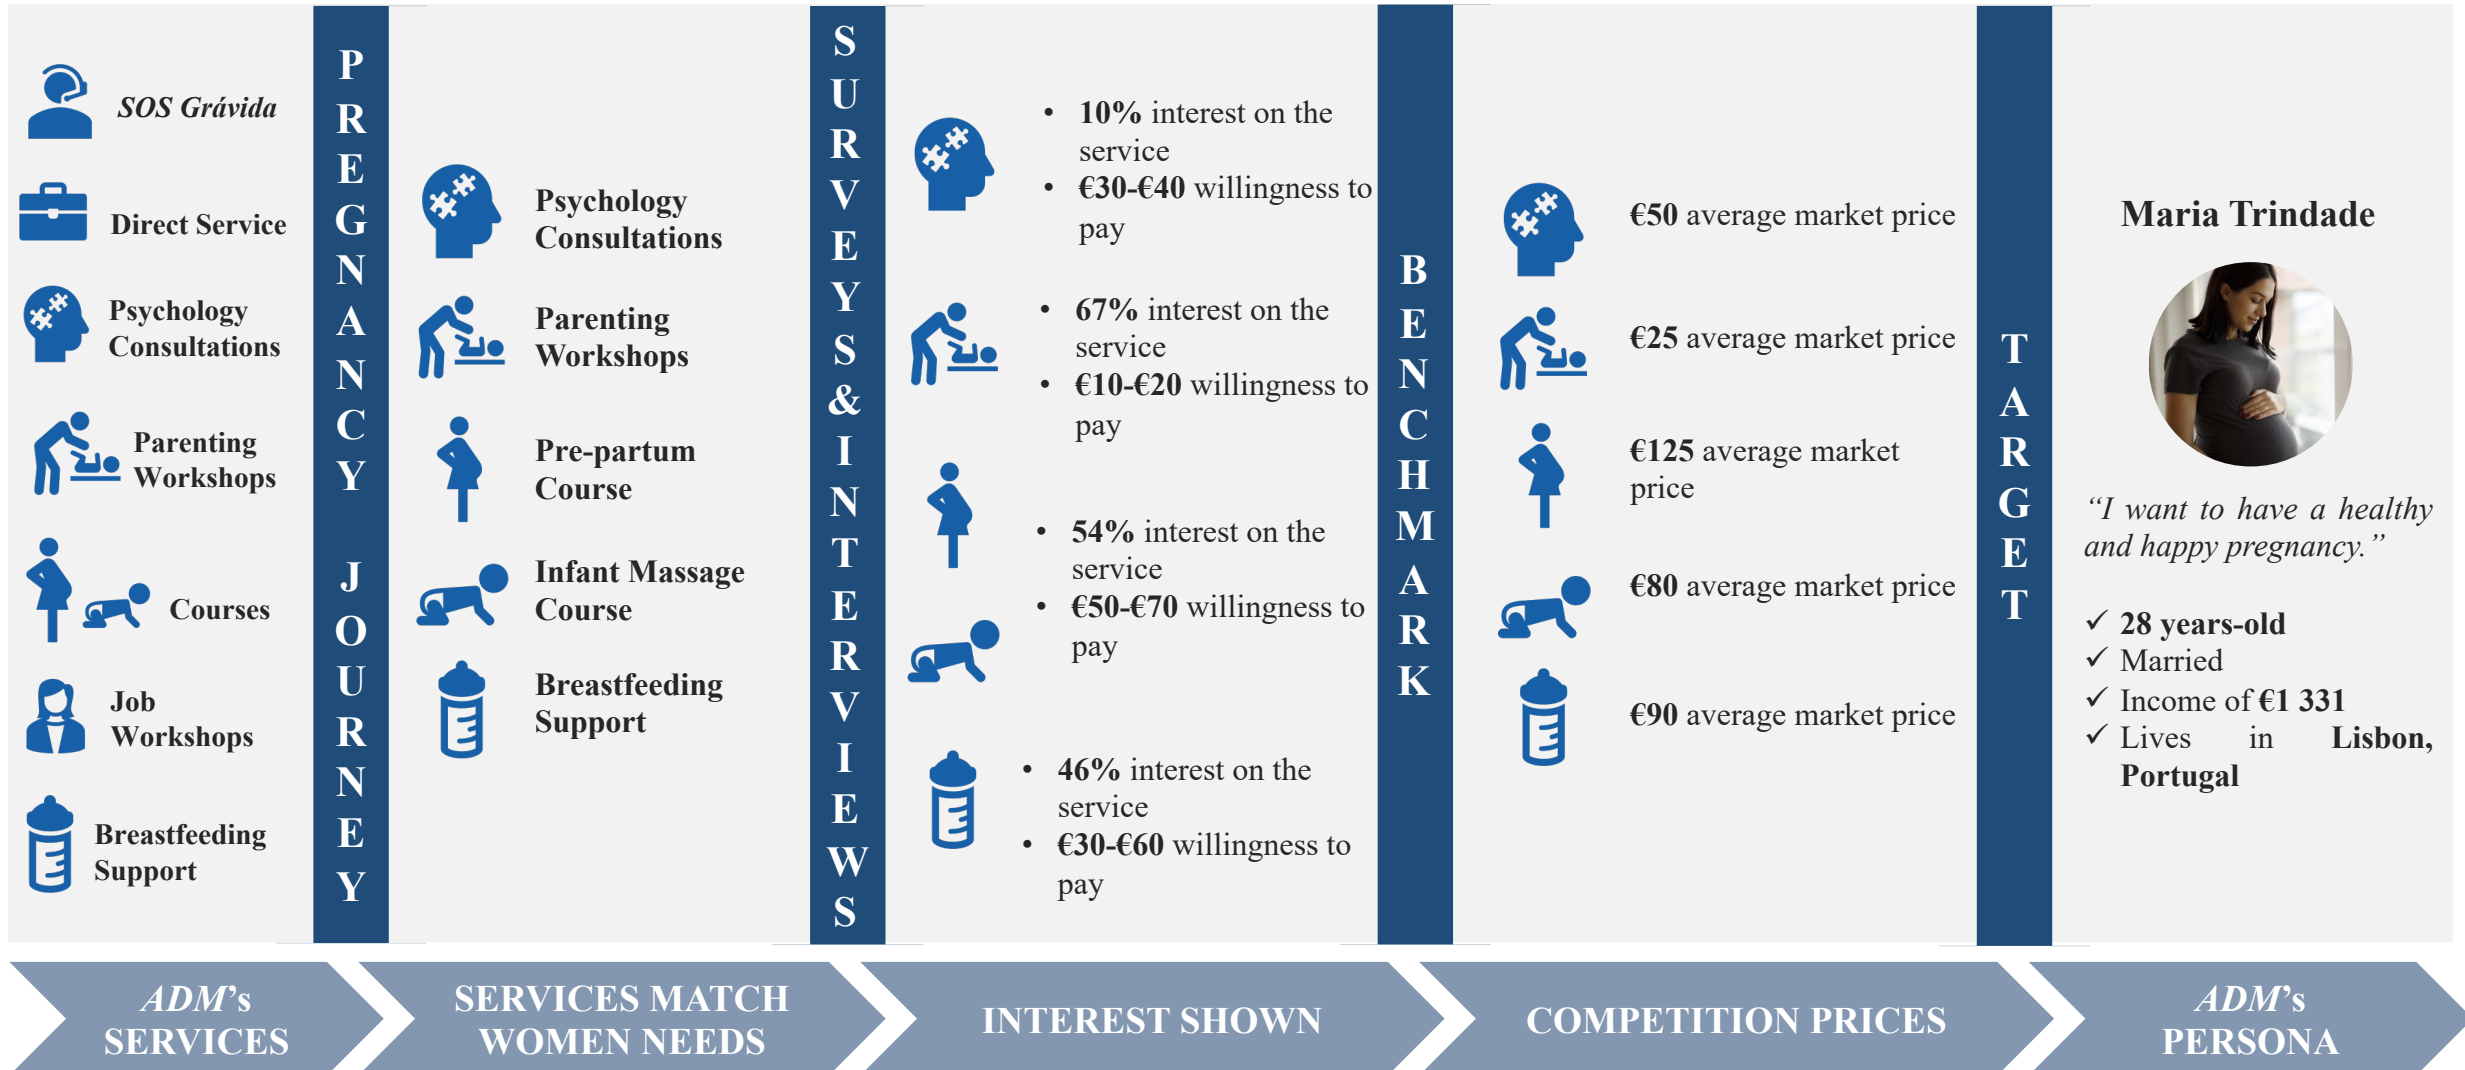 SOS Grávida
Direct Service
Psychology
Consultations
Parenting
Workshops
Courses
Job
Workshops
Breastfeeding
Support
PREGNANCY JOURNEY
Psychology
Consultations
Parenting
Workshops
Pre-partum
Course
Infant Massage
Course
Breastfeeding
Support
SURVEYS&INTERVIEWS
• 10% interest on the
service
• €30-€40 willingness to
pay
• 67% interest on the
service
• €10-€20 willingness to
pay
• 54% interest on the
service
• €50-€70 willingness to
pay
• 46% interest on the
service
• €30-€60 willingness to
pay
BENCHMARK
€50 average market price
€25 average market price
€125 average market
price
€80 average market price
€90 average market price
TARGET
Maria Trindade
“I want to have a healthy
and happy pregnancy.”
✓ 28 years-old
✓ Married
✓ Income of €1 331
✓ Lives in Lisbon,
Portugal
ADM’s
SERVICES
SERVICES MATCH
WOMEN NEEDS
INTEREST SHOWN
COMPETITION PRICES
ADM’s
PERSONA